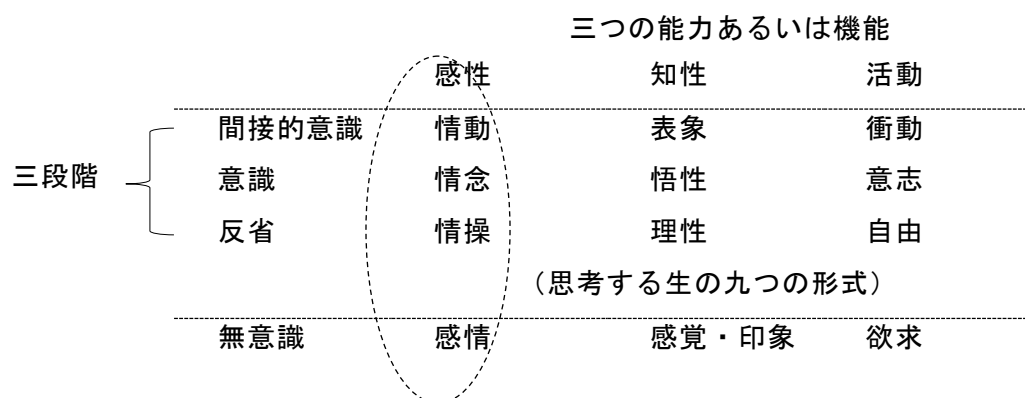 三つの能力あるいは機能
感性 知性 活動
間接的意識 情動 表象 衝動
三段階 意識 情念 悟性 意志
反省 情操 理性 自由
（思考する生の九つの形式）
無意識 感情 感覚・印象 欲求